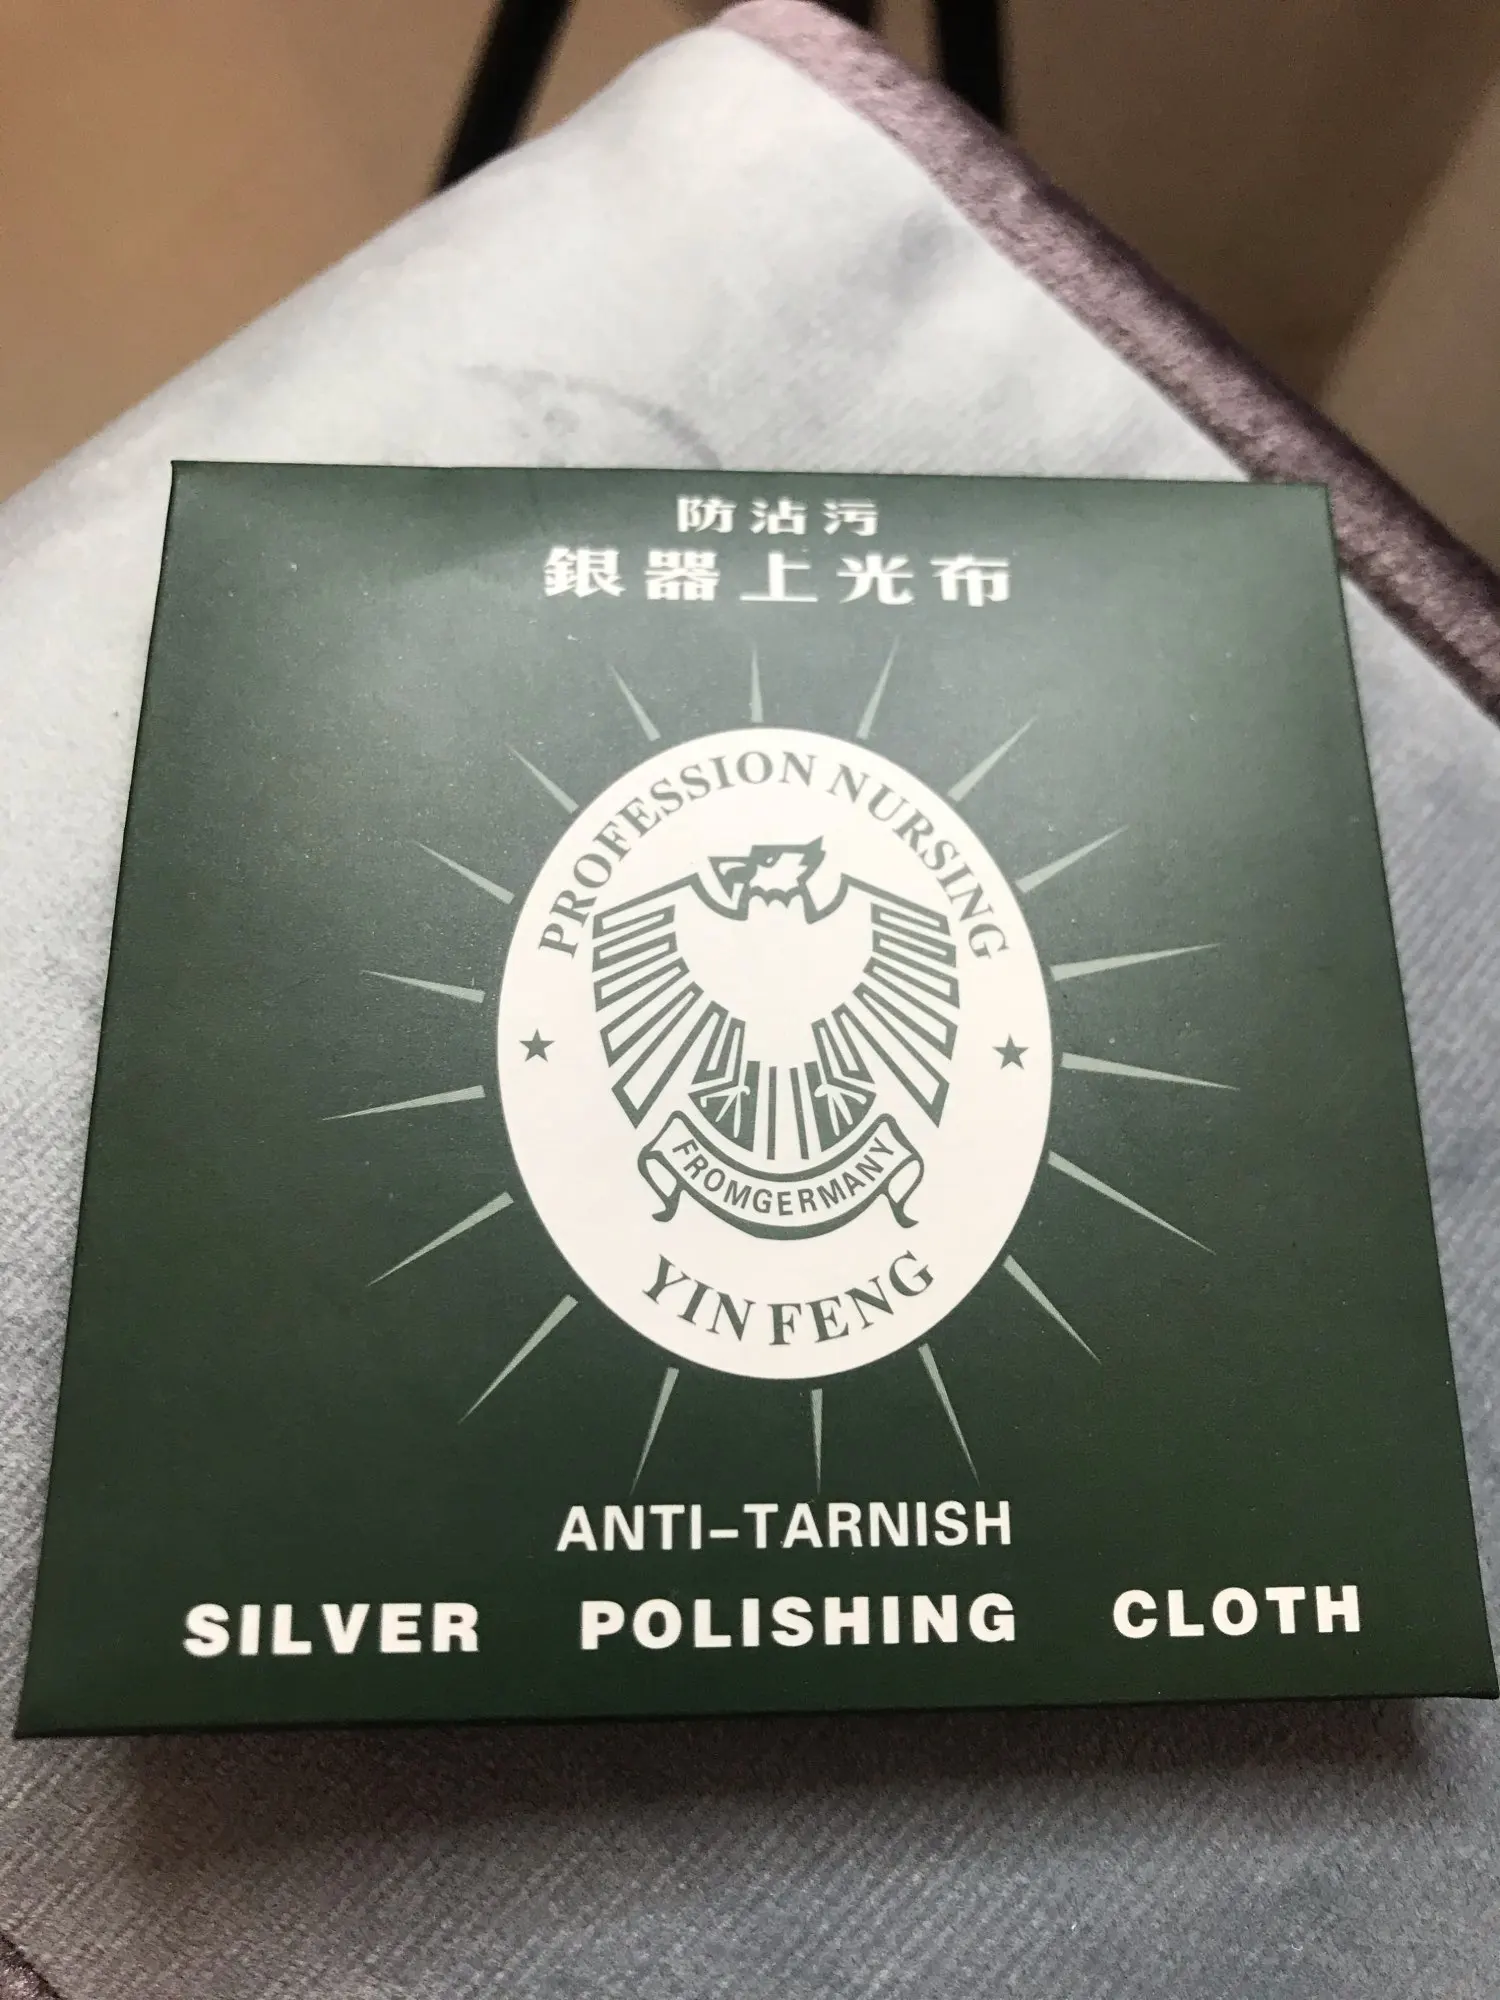 防沾污
銀器上光布
PROFESSION NURSING
FROMGERMANY
YIN FENG
ANTI-TARNISH
SILVER POLISHING CLOTH